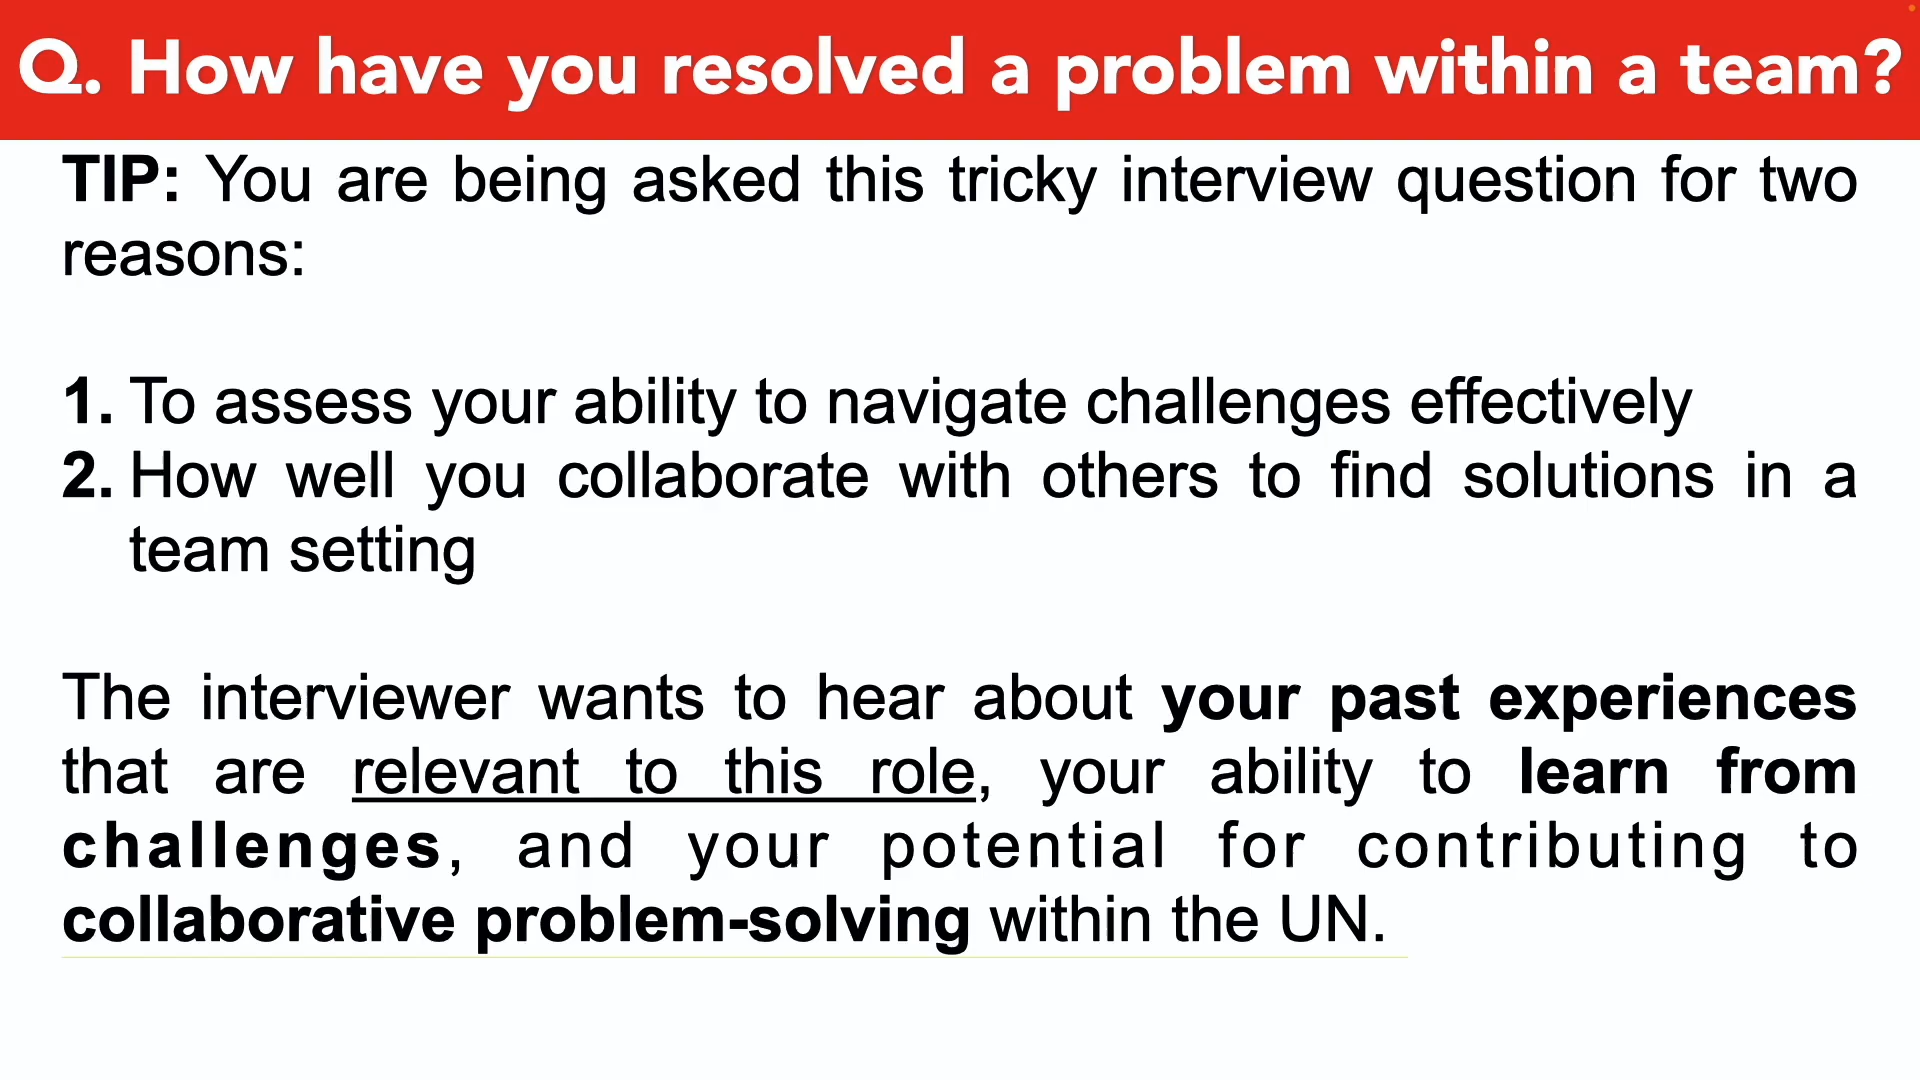 Q. How have you resolved a problem within a team?
TIP: You are being asked this tricky interview question for two
reasons:
1. To assess your ability to navigate challenges effectively
2. How well you collaborate with others to find solutions in a
team setting
The interviewer wants to hear about your past experiences
that are relevant to this role, your ability to learn from
challenges, and your potential for contributing to
collaborative problem-solving within the UN.